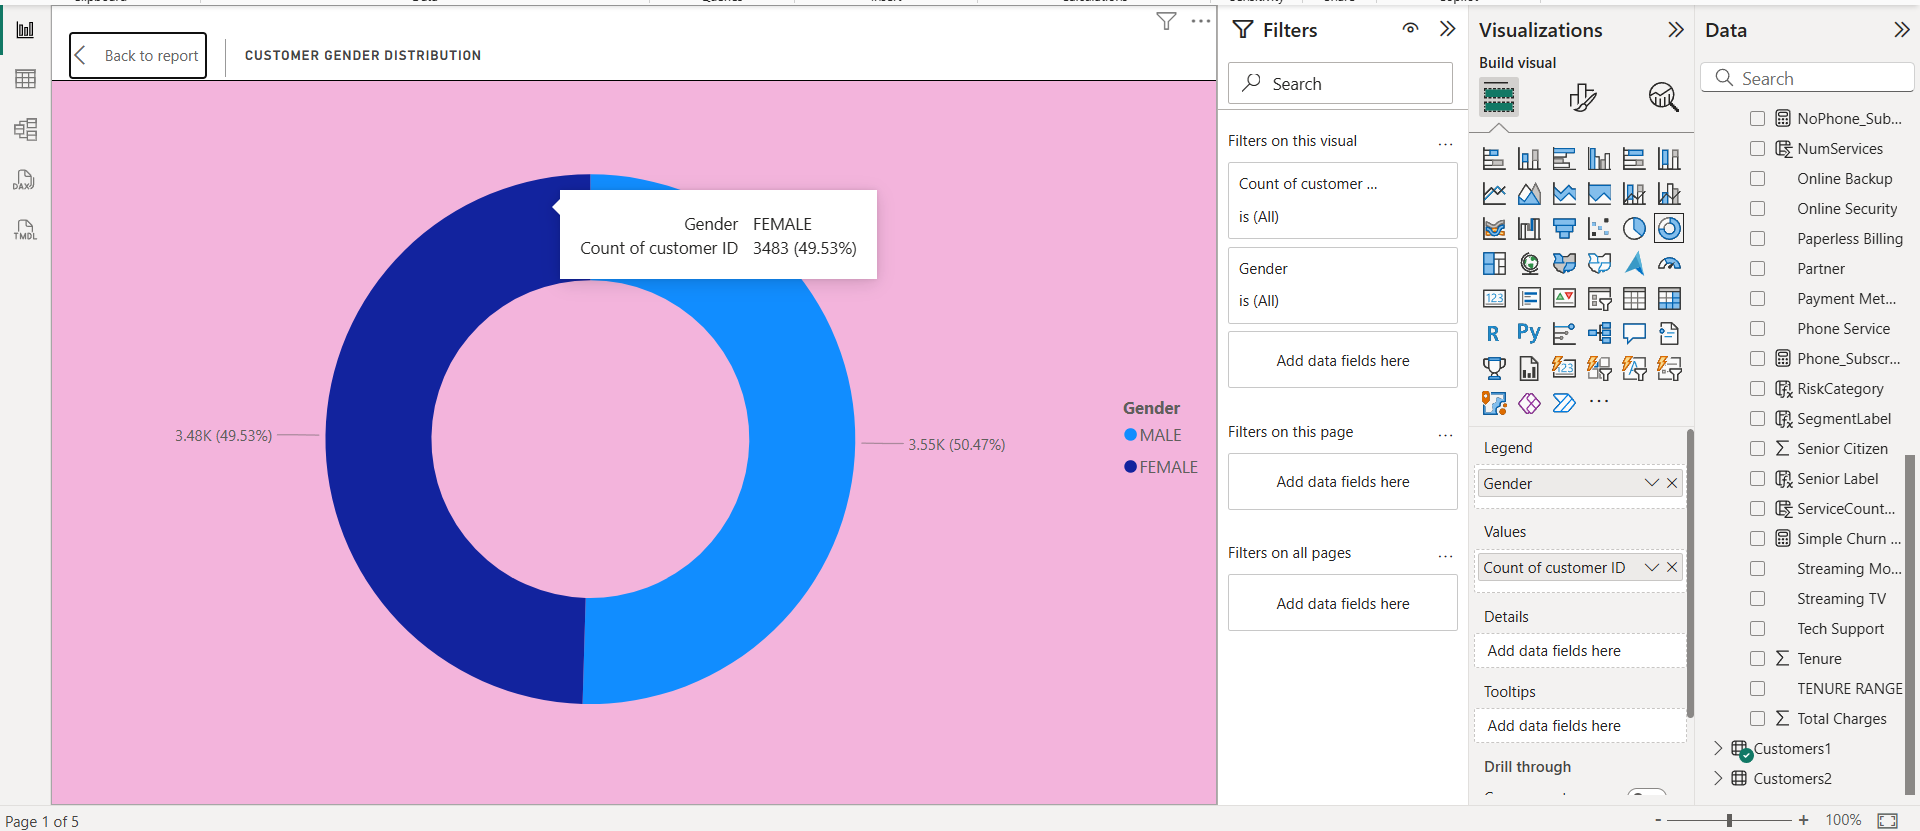 Back to report
CUSTOMER GENDER DISTRIBUTION
Gender FEMALE
Count of customer ID 3483 (49.53%)
3.48K (49.53%)
3.55K (50.47%)
Gender
MALE
FEMALE
DAX
TMDL
Filters
Search
Filters on this visual ...
Count of customer ...
is (All)
Gender
is (All)
Add data fields here
Filters on this page ...
Add data fields here
Filters on all pages ...
Add data fields here
Visualizations
Build visual
123
R Py
123
...
Legend
Gender
Values
Count of customer ID
Details
Add data fields here
Tooltips
Add data fields here
Drill through
Data
Search
NoPhone_Sub...
NumServices
Online Backup
Online Security
Paperless Billing
Partner
Payment Met...
Phone Service
Phone_Subscr...
RiskCategory
SegmentLabel
Senior Citizen
Senior Label
ServiceCount...
Simple Churn ...
Streaming Mo...
Streaming TV
Tech Support
Tenure
TENURE RANGE
Total Charges
Customers1
Customers2
Page 1 of 5
- + 100%